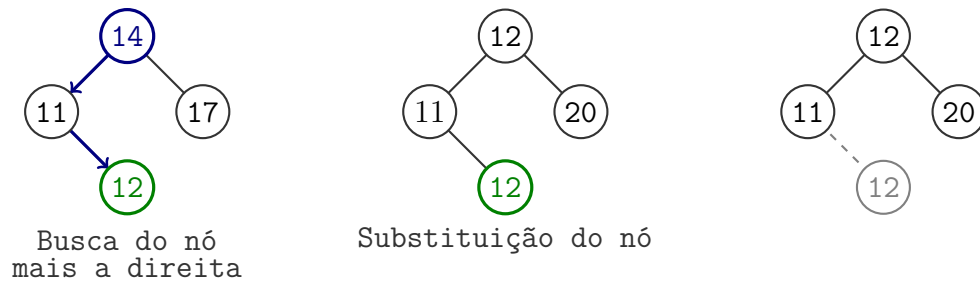 14 12 12
11 17 11 20 11 20
12 12 12
Busca do nó
mais a direita
Substituição do nó